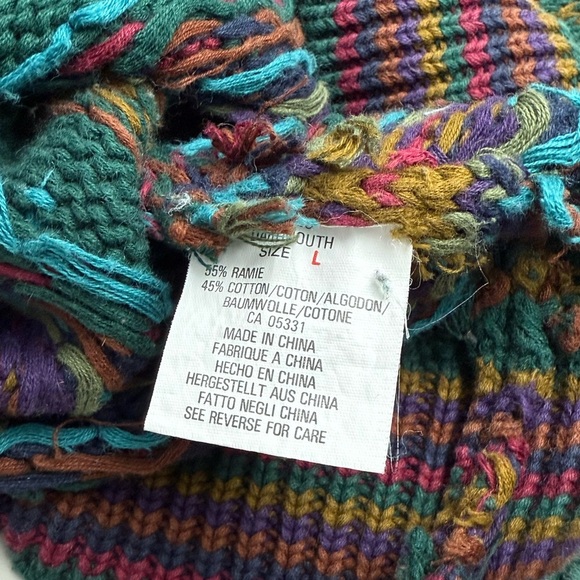 SIZE L
55% RAMIE
45% COTTON/COTON/ALGODON/
BAUMWOLLE/COTONE
CA 05331
MADE IN CHINA
FABRIQUE A CHINA
HECHO EN CHINA
HERGESTELLT AUS CHINA
FATTO NEGLI CHINA
SEE REVERSE FOR CARE